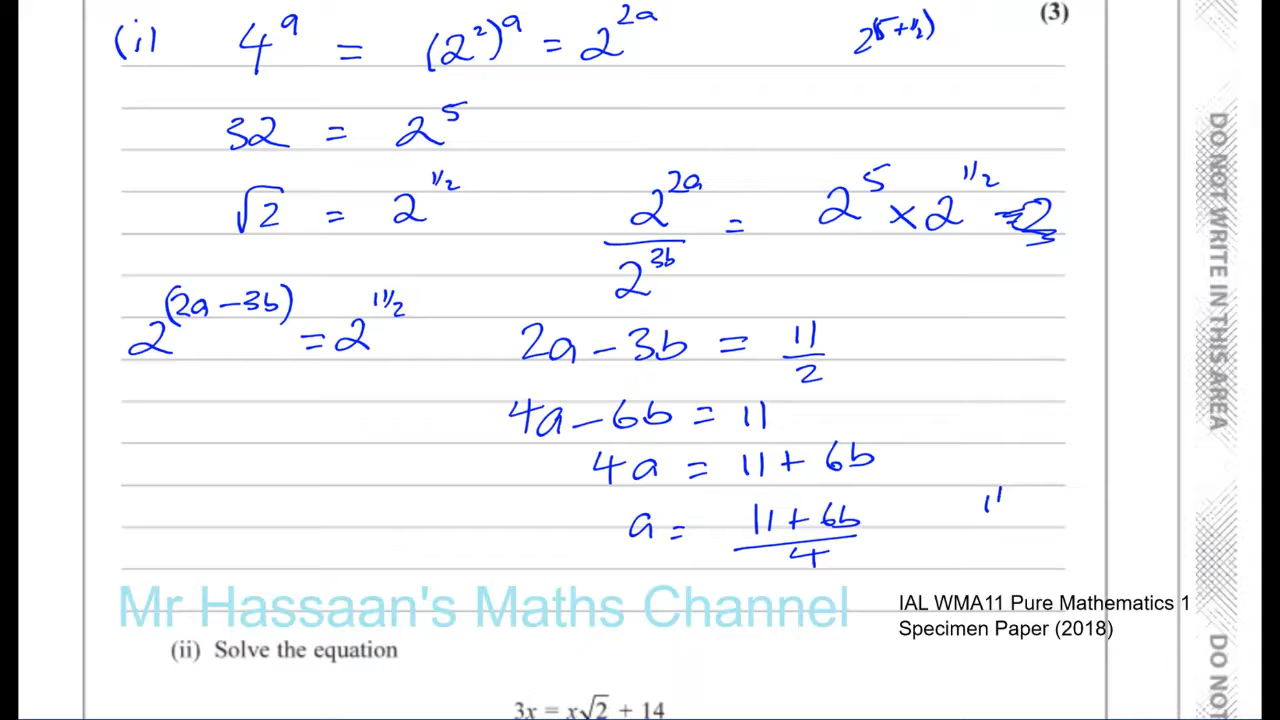 (3)
(i) 4^a = (2^2)^a = 2^{2a}
2^{(5+1/2)}
32 = 2^5
√2 = 2^{1/2}
2^{2a}/2^{3b} = 2^5 × 2^{1/2}
2^{(2a-3b)} = 2^{11/2}
2a - 3b = 11/2
4a - 6b = 11
4a = 11 + 6b
a = (11 + 6b)/4
11
Mr Hassaan's Maths Channel
IAL WMA11 Pure Mathematics 1
Specimen Paper (2018)
(ii) Solve the equation
3x = x√2 + 14
DO NOT WRITE IN THIS AREA
DO NOT